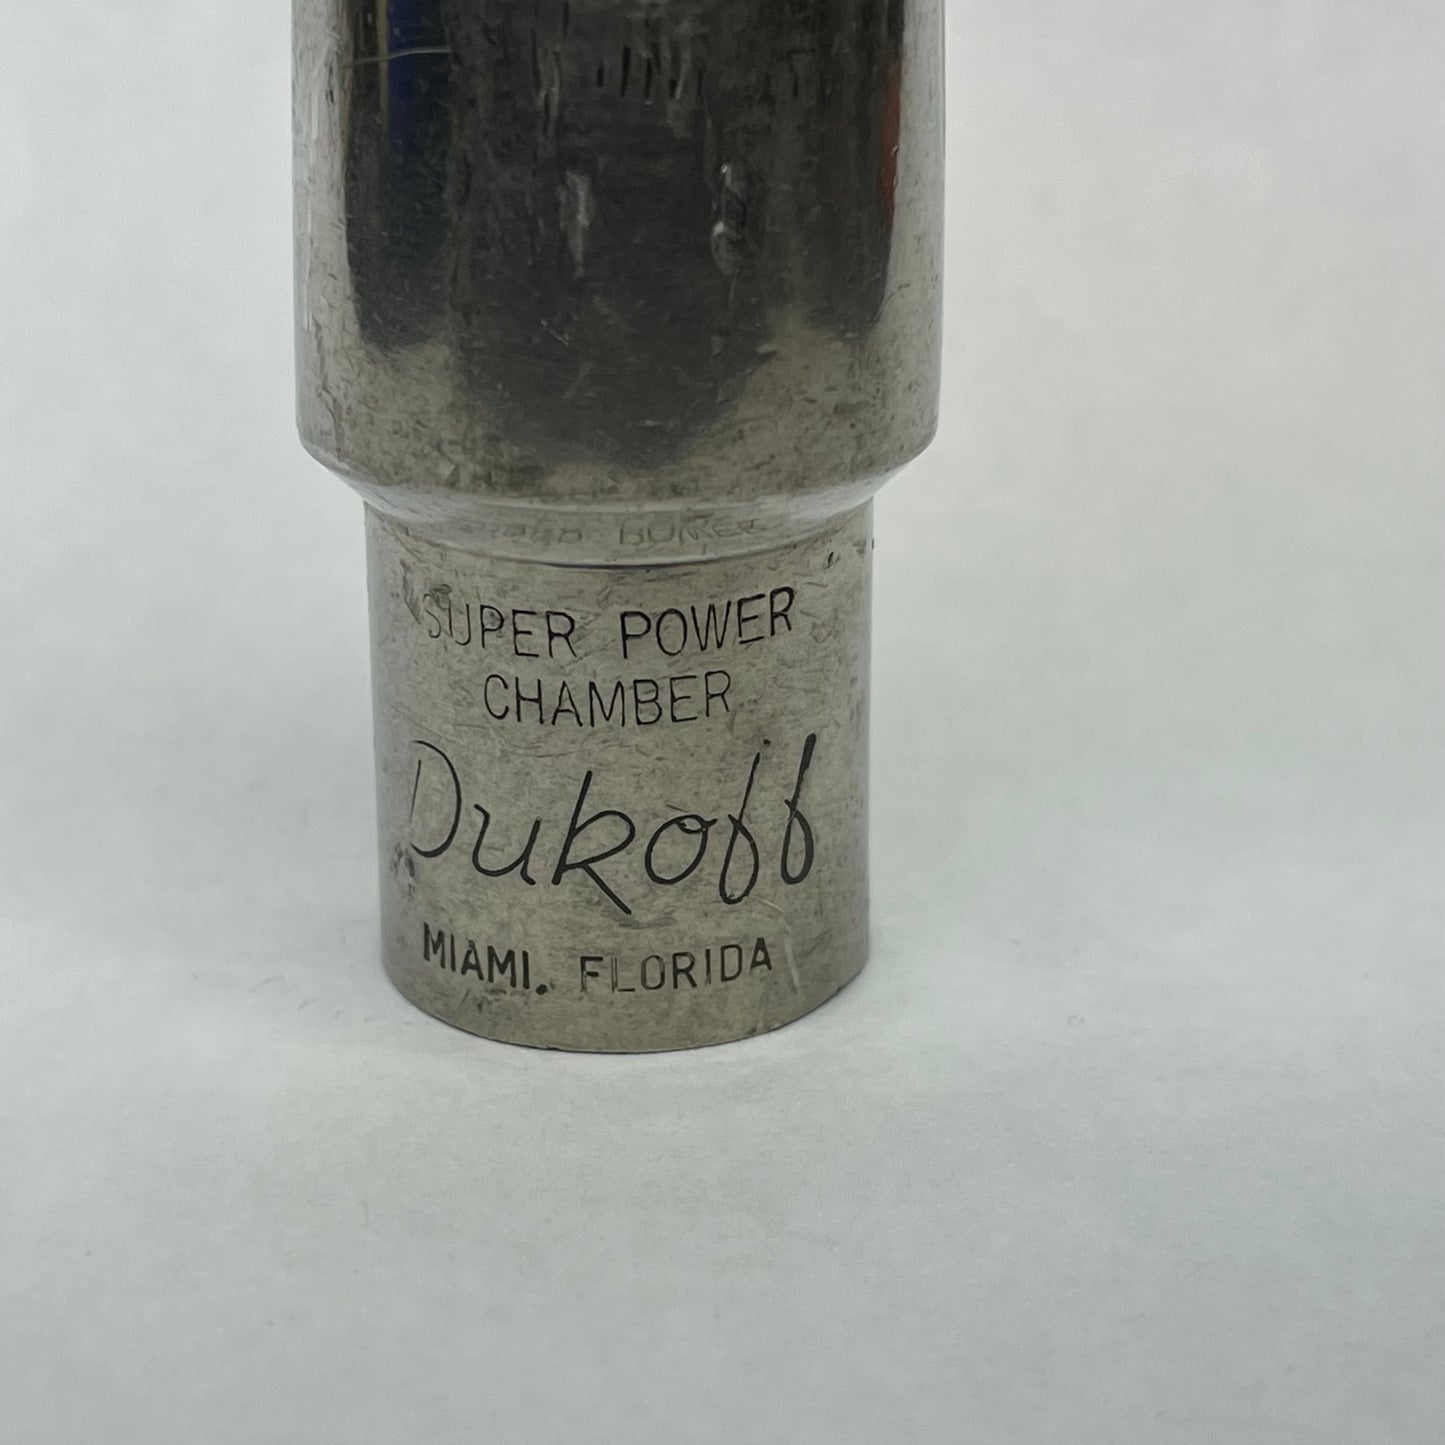 SUPER POWER
CHAMBER
Dukoff
MIAMI. FLORIDA